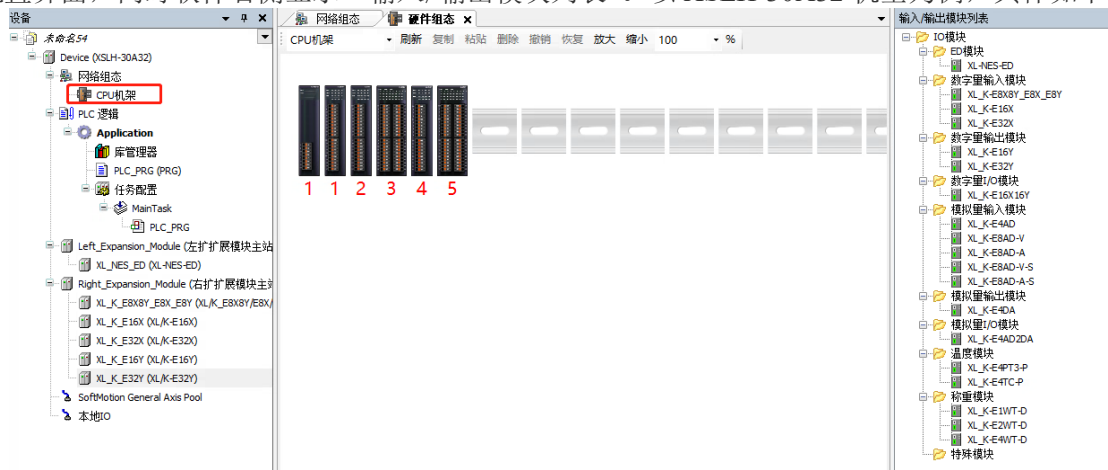 设备
未命名54
Device (XSLH-30A32)
网络组态
CPU机架
PLC 逻辑
Application
库管理器
PLC_PRG (PRG)
任务配置
MainTask
PLC_PRG
Left_Expansion_Module (左扩扩展模块主站
XL_NES_ED (XL-NES-ED)
Right_Expansion_Module (右扩扩展模块主站
XL_K_E8X8Y_E8X_E8Y (XL/K-E8X8Y/E8X/
XL_K_E16X (XL/K-E16X)
XL_K_E32X (XL/K-E32X)
XL_K_E16Y (XL/K-E16Y)
XL_K_E32Y (XL/K-E32Y)
SoftMotion General Axis Pool
本地IO
网络组态 硬件组态
CPU机架 刷新 复制 粘贴 删除 撤销 恢复 放大 缩小 100 %
1 1 2 3 4 5
输入/输出模块列表
IO模块
ED模块
XL-NES-ED
数字量输入模块
XL_K-E8X8Y_E8X_E8Y
XL_K-E16X
XL_K-E32X
数字量输出模块
XL_K-E16Y
XL_K-E32Y
数字量I/O模块
XL_K-E16X16Y
模拟量输入模块
XL_K-E4AD
XL_K-E8AD-V
XL_K-E8AD-A
XL_K-E8AD-V-S
XL_K-E8AD-A-S
模拟量输出模块
XL_K-E4DA
模拟量I/O模块
XL_K-E4AD2DA
温度模块
XL_K-E4PT3-P
XL_K-E4TC-P
称重模块
XL_K-E1WT-D
XL_K-E2WT-D
XL_K-E4WT-D
特殊模块